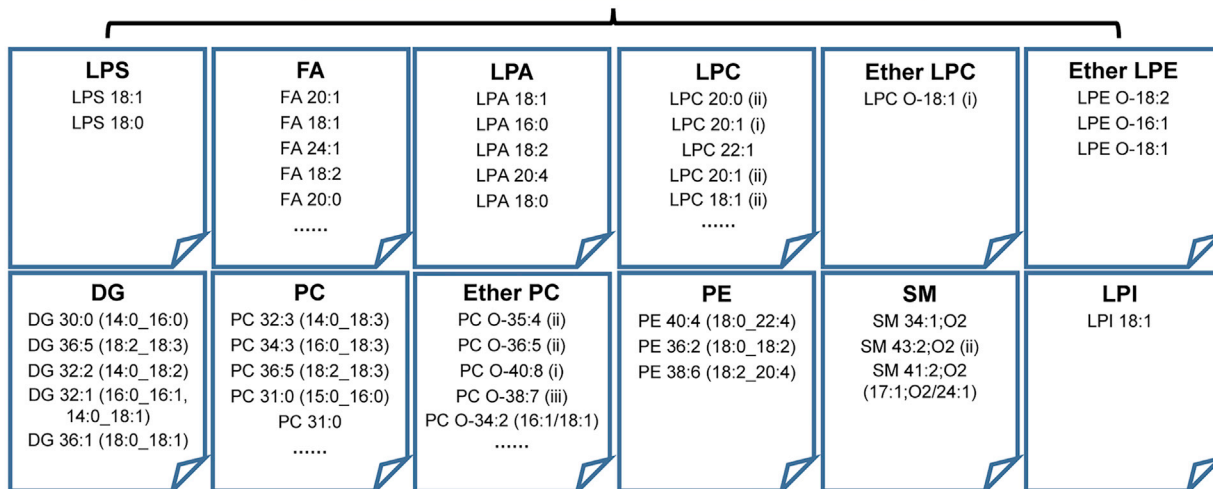 LPS
LPS 18:1
LPS 18:0
FA
FA 20:1
FA 18:1
FA 24:1
FA 18:2
FA 20:0
......
LPA
LPA 18:1
LPA 16:0
LPA 18:2
LPA 20:4
LPA 18:0
LPC
LPC 20:0 (ii)
LPC 20:1 (i)
LPC 22:1
LPC 20:1 (ii)
LPC 18:1 (ii)
......
Ether LPC
LPC O-18:1 (i)
Ether LPE
LPE O-18:2
LPE O-16:1
LPE O-18:1
DG
DG 30:0 (14:0_16:0)
DG 36:5 (18:2_18:3)
DG 32:2 (14:0_18:2)
DG 32:1 (16:0_16:1,
14:0_18:1)
DG 36:1 (18:0_18:1)
PC
PC 32:3 (14:0_18:3)
PC 34:3 (16:0_18:3)
PC 36:5 (18:2_18:3)
PC 31:0 (15:0_16:0)
PC 31:0
......
Ether PC
PC O-35:4 (ii)
PC O-36:5 (ii)
PC O-40:8 (i)
PC O-38:7 (iii)
PC O-34:2 (16:1/18:1)
......
PE
PE 40:4 (18:0_22:4)
PE 36:2 (18:0_18:2)
PE 38:6 (18:2_20:4)
SM
SM 34:1;O2
SM 43:2;O2 (ii)
SM 41:2;O2
(17:1;O2/24:1)
LPI
LPI 18:1